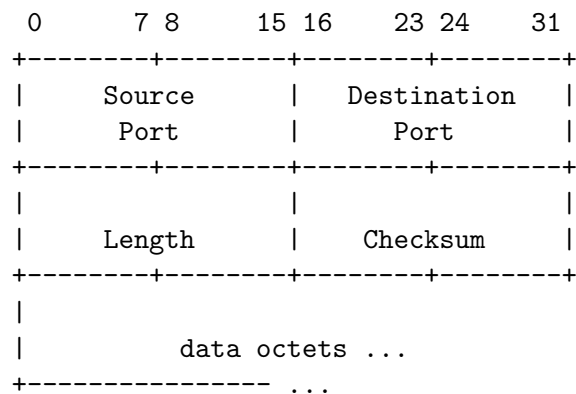 0      7 8     15 16    23 24    31
+--------+--------+--------+--------+
|     Source      |   Destination   |
|      Port       |      Port       |
+--------+--------+--------+--------+
|                 |                 |
|     Length      |    Checksum     |
+--------+--------+--------+--------+
|
|          data octets ...
+---------------- ...